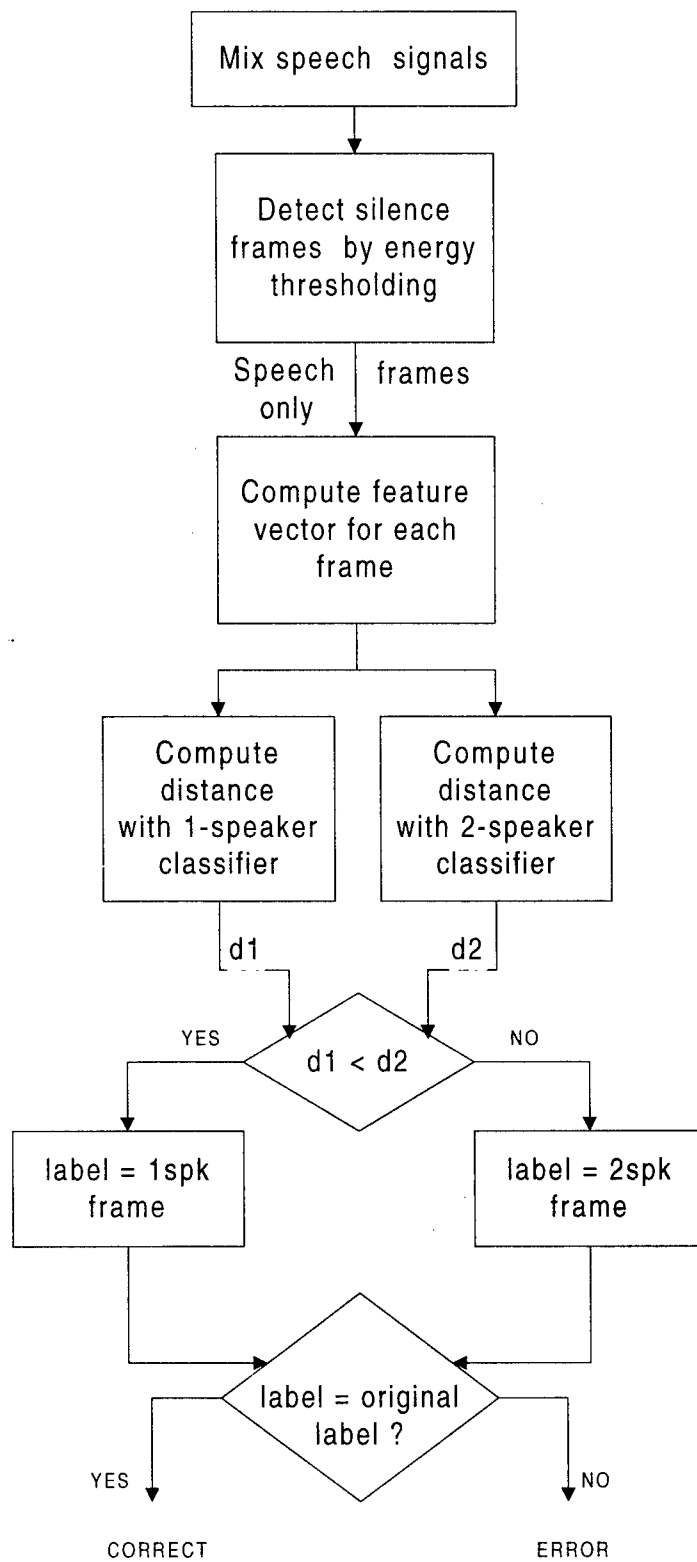 Mix speech signals
Detect silence
frames by energy
thresholding
Speech frames
only
Compute feature
vector for each
frame
Compute
distance
with 1-speaker
classifier
Compute
distance
with 2-speaker
classifier
d1
d2
YES
NO
d1 < d2
label = 1spk
frame
label = 2spk
frame
label = original
label ?
YES
NO
CORRECT
ERROR